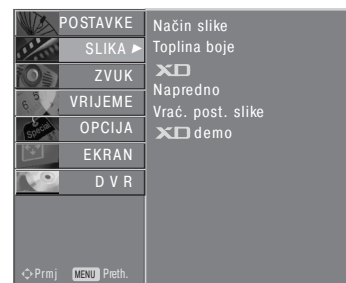 POSTAVKE
SLIKA
ZVUK
VRIJEME
OPCIJA
EKRAN
D V R
Način slike
Toplina boje
XD
Napredno
Vrać. post. slike
XD demo
Prmj MENU Preth.